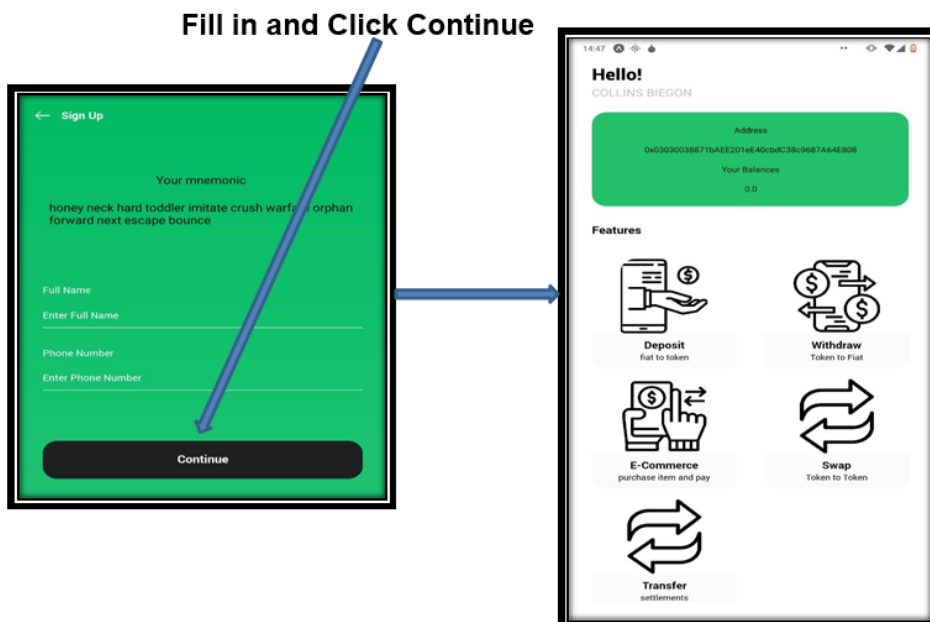 Fill in and Click Continue
Sign Up
Your mnemonic
honey neck hard toddler imitate crush warfare orphan
forward next escape bounce
Full Name
Enter Full Name
Phone Number
Enter Phone Number
Continue
14:47
Hello!
COLLINS BIEGON
Address
0x03030038871bAEE201eE40cbdC38c9687A64E808
Your Balances
0.0
Features
Deposit
fiat to token
Withdraw
Token to Fiat
E-Commerce
purchase item and pay
Swap
Token to Token
Transfer
settlements